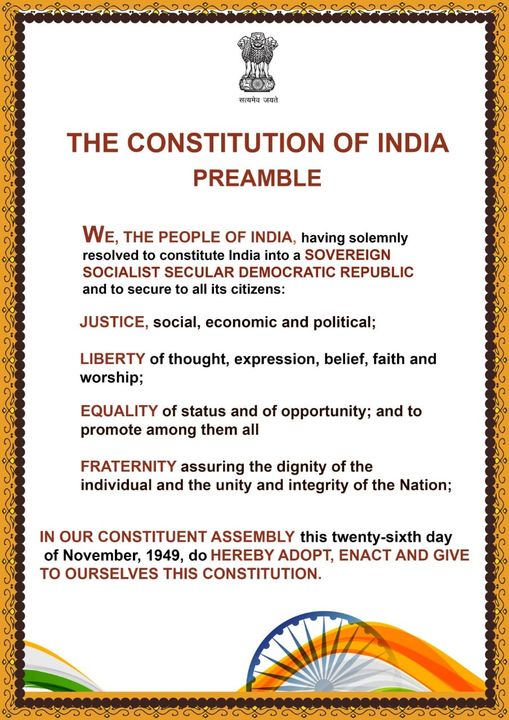 सत्यमेव जयते
THE CONSTITUTION OF INDIA
PREAMBLE
WE, THE PEOPLE OF INDIA, having solemnly
resolved to constitute India into a SOVEREIGN
SOCIALIST SECULAR DEMOCRATIC REPUBLIC
and to secure to all its citizens:
JUSTICE, social, economic and political;
LIBERTY of thought, expression, belief, faith and
worship;
EQUALITY of status and of opportunity; and to
promote among them all
FRATERNITY assuring the dignity of the
individual and the unity and integrity of the Nation;
IN OUR CONSTITUENT ASSEMBLY this twenty-sixth day
of November, 1949, do HEREBY ADOPT, ENACT AND GIVE
TO OURSELVES THIS CONSTITUTION.